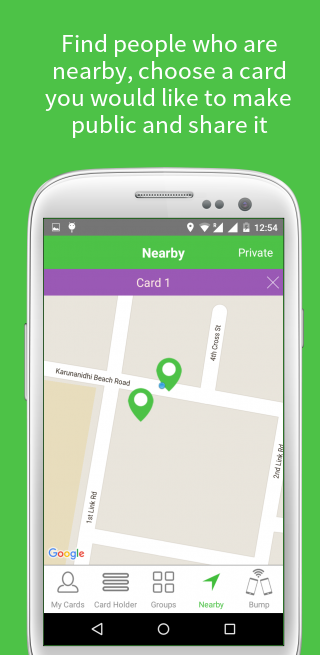 Find people who are
nearby, choose a card
you would like to make
public and share it
12:54
Nearby
Private
Card 1
4th Cross St
Karunanidhi Beach Road
2nd Link Rd
1st Link Rd
Google
My Cards
Card Holder
Groups
Nearby
Bump